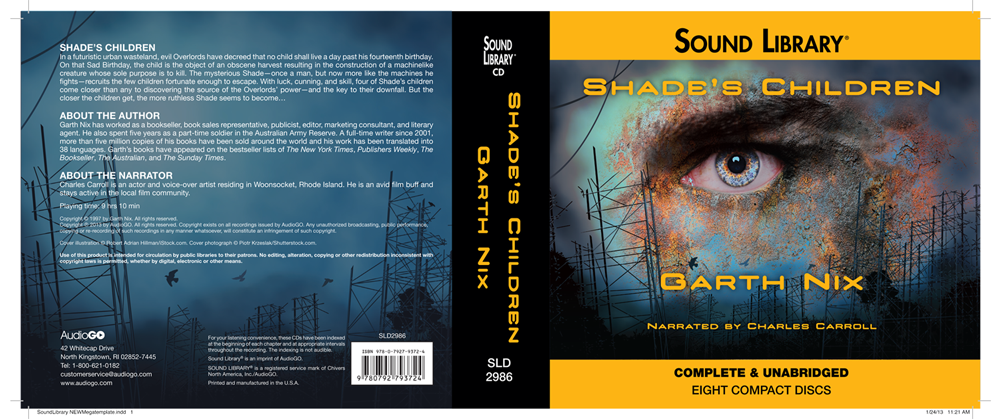 SHADE'S CHILDREN
In a futuristic urban wasteland, evil Overlords have decreed that no child shall live a day past his fourteenth birthday.
On that Sad Birthday, the child is the object of an obscene harvest resulting in the construction of a machinelike
creature whose sole purpose is to kill. The mysterious Shade—once a man, but now more like the machines he
fights—recruits the few children fortunate enough to escape. With luck, cunning, and skill, four of Shade's children
come closer than any to discovering the source of the Overlords' power—and the key to their downfall. But the
closer the children get, the more ruthless Shade seems to become…
ABOUT THE AUTHOR
Garth Nix has worked as a bookseller, book sales representative, publicist, editor, marketing consultant, and literary
agent. He also spent five years as a part-time soldier in the Australian Army Reserve. A full-time writer since 2001,
more than five million copies of his books have been sold around the world and his work has been translated into
38 languages. Garth's books have appeared on the bestseller lists of The New York Times, Publishers Weekly, The
Bookseller, The Australian, and The Sunday Times.
ABOUT THE NARRATOR
Charles Carroll is an actor and voice-over artist residing in Woonsocket, Rhode Island. He is an avid film buff and
stays active in the local film community.
Playing time: 9 hrs 10 min
Copyright © 1997 by Garth Nix. All rights reserved.
Copyright © 2013 by AudioGO. All rights reserved. Copyright exists on all recordings issued by AudioGO. Any unauthorized broadcasting, public performance,
copying or re-recording of such recordings in any manner whatsoever, will constitute an infringement of such copyright.
Cover illustration © Robert Adrian Hillman/iStock.com. Cover photograph © Piotr Krzeslak/Shutterstock.com.
Use of this product is intended for circulation by public libraries to their patrons. No editing, alteration, copying or other redistribution inconsistent with
copyright laws is permitted, whether by digital, electronic or other means.
AudioGO
42 Whitecap Drive
North Kingstown, RI 02852-7445
Tel: 1-800-621-0182
customerservice@audiogo.com
www.audiogo.com
For your listening convenience, these CDs have been indexed
at the beginning of each chapter and at appropriate intervals
throughout the recording. The indexing is not audible.
Sound Library® is an imprint of AudioGO.
SOUND LIBRARY® is a registered service mark of Chivers
North America, Inc./AudioGO.
Printed and manufactured in the U.S.A.
SLD2986
ISBN 978-0-7927-9372-4
9 780792 793724
SOUND
LIBRARY
CD
SHADE'S CHILDREN
GARTH NIX
SLD
2986
SOUND LIBRARY®
SHADE'S CHILDREN
GARTH NIX
NARRATED BY CHARLES CARROLL
COMPLETE & UNABRIDGED
EIGHT COMPACT DISCS
SoundLibrary NEWMegatemplate.indd 1
1/24/13 11:21 AM